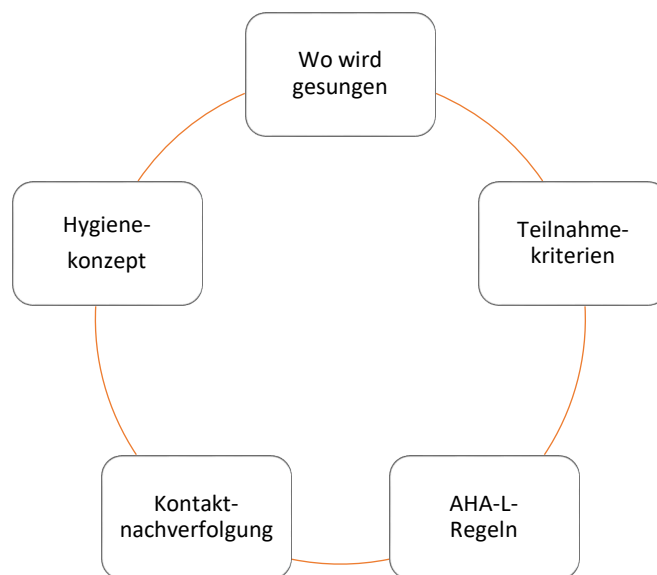 Wo wird
gesungen
Teilnahme-
kriterien
AHA-L-
Regeln
Kontakt-
nachverfolgung
Hygiene-
konzept